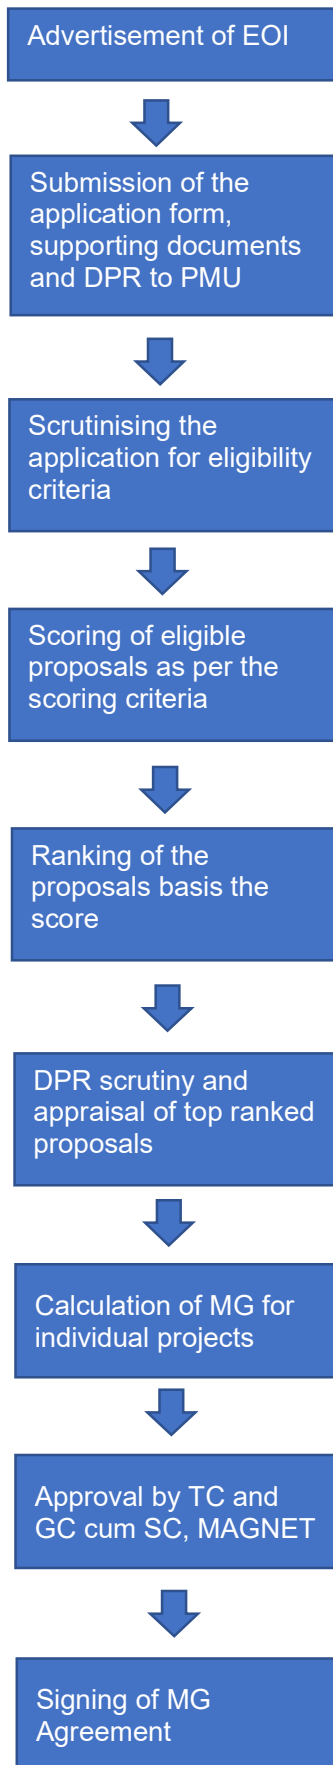 Advertisement of EOI
Submission of the
application form,
supporting documents
and DPR to PMU
Scrutinising the
application for eligibility
criteria
Scoring of eligible
proposals as per the
scoring criteria
Ranking of the
proposals basis the
score
DPR scrutiny and
appraisal of top ranked
proposals
Calculation of MG for
individual projects
Approval by TC and
GC cum SC, MAGNET
Signing of MG
Agreement